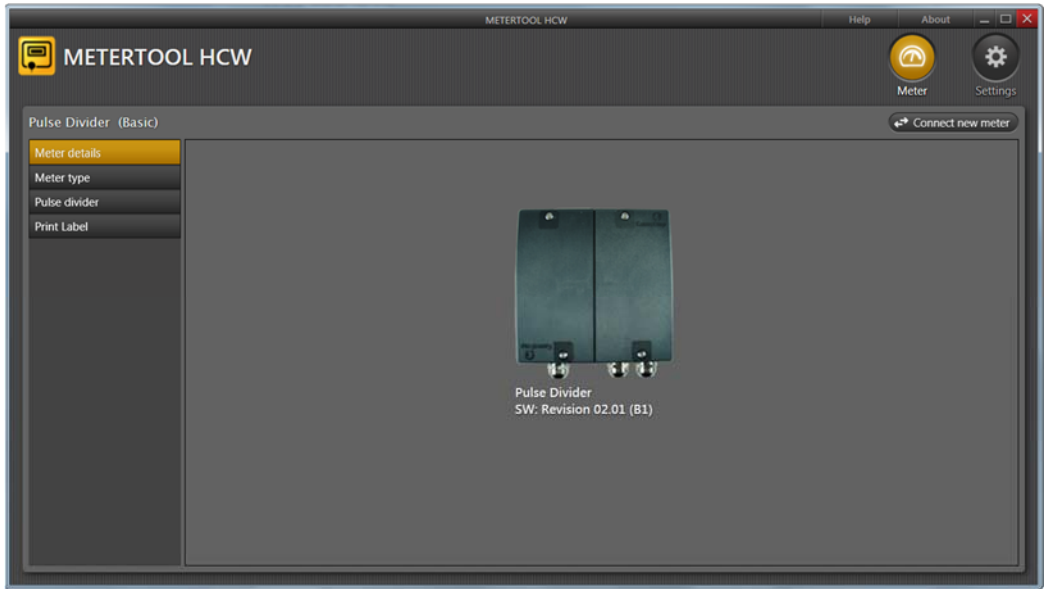 METERTOOL HCW
Help
About
METERTOOL HCW
Meter
Settings
Pulse Divider (Basic)
Connect new meter
Meter details
Meter type
Pulse divider
Print Label
Pulse Divider
SW: Revision 02.01 (B1)